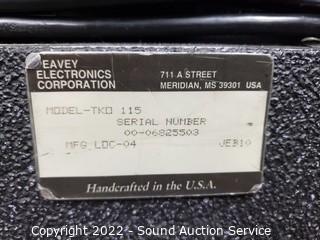 EAVEY
ELECTRONICS
CORPORATION
711 A STREET
MERIDIAN, MS 39301 USA
MODEL-TKO 115
SERIAL NUMBER
00-06825503
MFG LOC-04 JEB10
Handcrafted in the U.S.A.
Copyright 2022 - Sound Auction Service